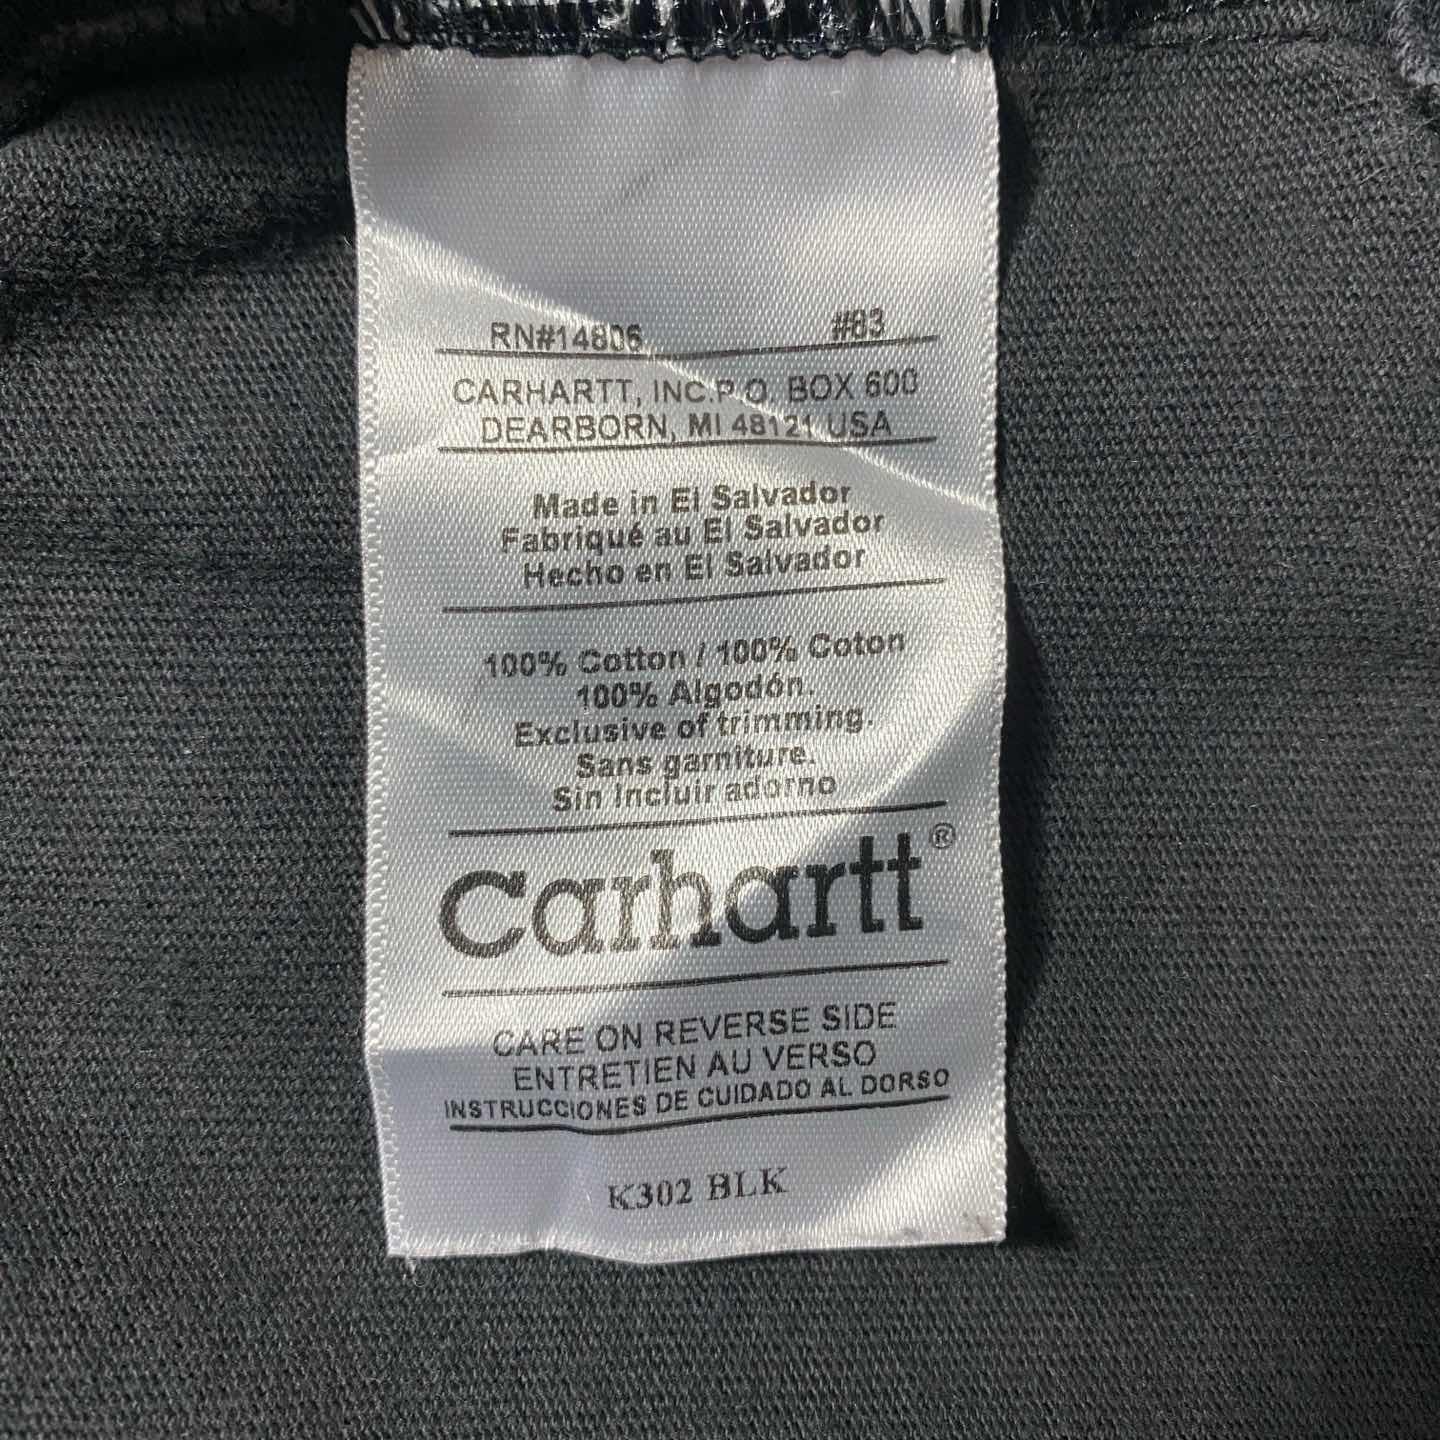 RN#14806 #83
CARHARTT, INC.P.O. BOX 600
DEARBORN, MI 48121 USA
Made in El Salvador
Fabriqué au El Salvador
Hecho en El Salvador
100% Cotton / 100% Coton
100% Algodón.
Exclusive of trimming.
Sans garniture.
Sin Incluir adorno
carhartt®
CARE ON REVERSE SIDE
ENTRETIEN AU VERSO
INSTRUCCIONES DE CUIDADO AL DORSO
K302 BLK